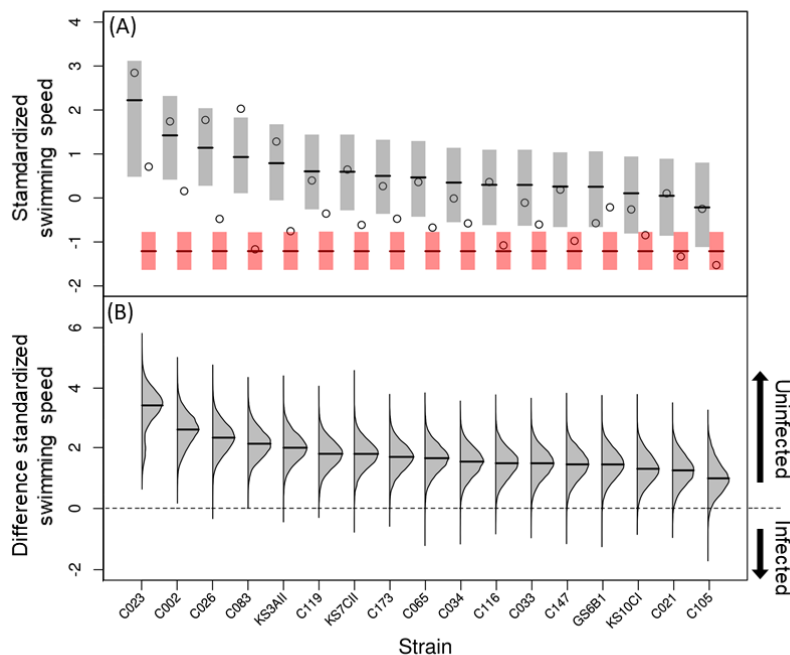 (A)
Stamdardized
swimming speed
4
3
2
1
0
-1
-2
(B)
Difference standardized
swimming speed
6
4
2
0
-2
Uninfected
Infected
C023
C002
C026
C083
KS3AII
C119
KS7CII
C173
C065
C034
C116
C033
C147
GS6B1
KS10CI
C021
C105
Strain